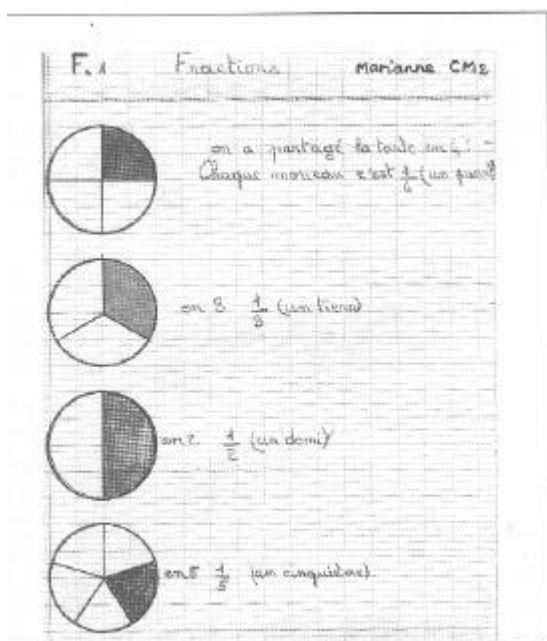 F.1 Fractions Marianne CM2
on a partagé la tarte en 4 : -
Chaque morceau c'est 1/4 (un quart
en 3 1/3 (un tiers)
en 2 1/2 (un demi)
en 5 1/5 (un cinquième)